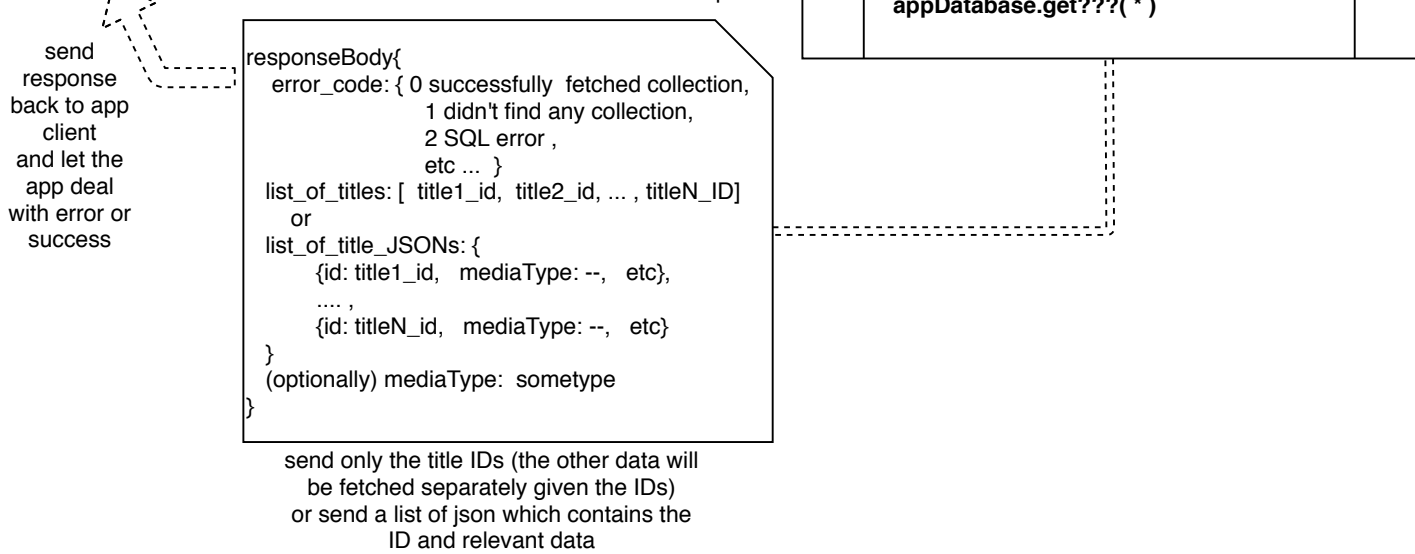 appDatabase.get???( * )
send
response
back to app
client
and let the
app deal
with error or
success
responseBody{
error_code: { 0 successfully  fetched collection,
1 didn't find any collection,
2 SQL error ,
etc ...  }
list_of_titles: [  title1_id,  title2_id, ... , titleN_ID]
or
list_of_title_JSONs: {
{id: title1_id,   mediaType: --,   etc},
.... ,
{id: titleN_id,   mediaType: --,   etc}
}
(optionally) mediaType:  sometype
}
send only the title IDs (the other data will
be fetched separately given the IDs)
or send a list of json which contains the
ID and relevant data